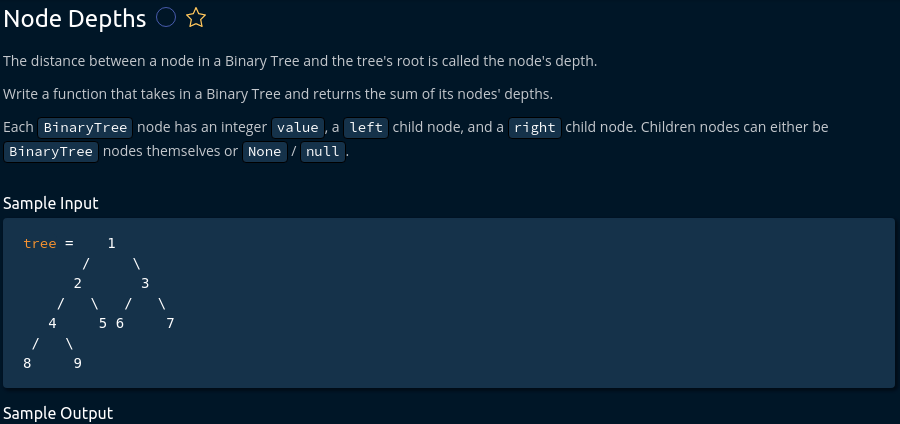 Node Depths
The distance between a node in a Binary Tree and the tree's root is called the node's depth.
Write a function that takes in a Binary Tree and returns the sum of its nodes' depths.
Each BinaryTree node has an integer value, a left child node, and a right child node. Children nodes can either be
BinaryTree nodes themselves or None / null.
Sample Input
tree =    1
       /     \
      2       3
    /   \   /   \
   4     5 6     7
 /   \
8     9
Sample Output